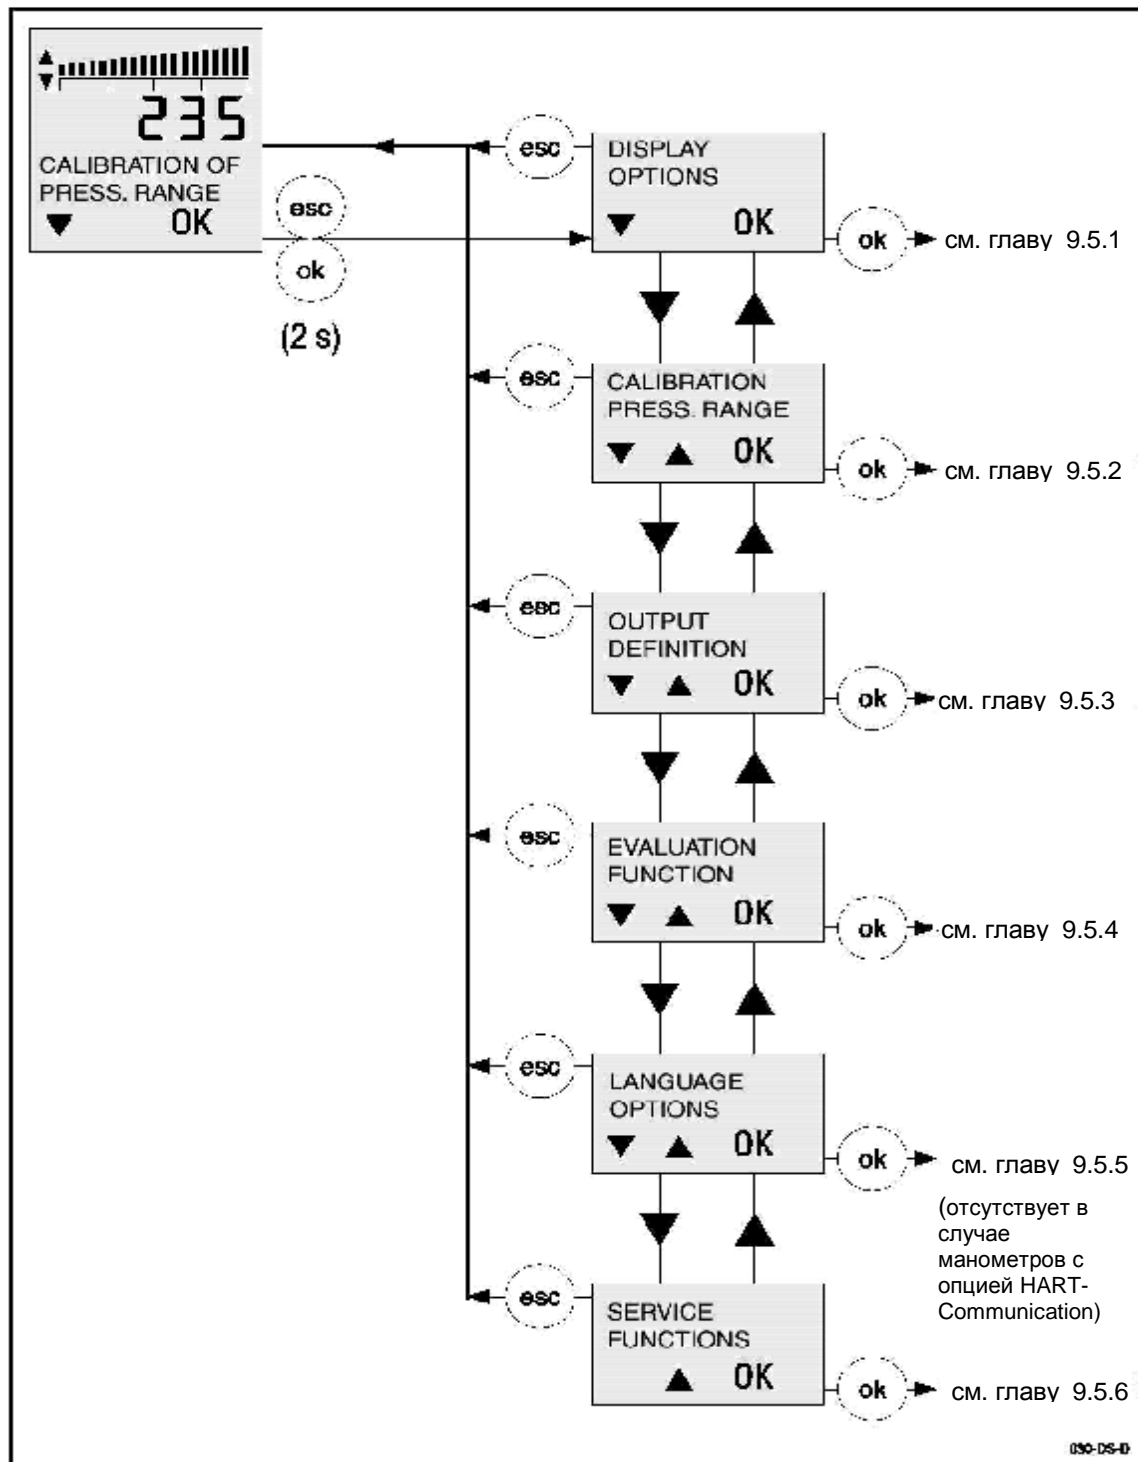 235
CALIBRATION OF
PRESS. RANGE
OK
esc
ok
(2 s)
esc
DISPLAY
OPTIONS
OK
ok
см. главу 9.5.1
esc
CALIBRATION
PRESS. RANGE
OK
ok
см. главу 9.5.2
esc
OUTPUT
DEFINITION
OK
ok
см. главу 9.5.3
esc
EVALUATION
FUNCTION
OK
ok
см. главу 9.5.4
esc
LANGUAGE
OPTIONS
OK
ok
см. главу 9.5.5
(отсутствует в
случае
манометров с
опцией HART-
Communication)
esc
SERVICE
FUNCTIONS
OK
ok
см. главу 9.5.6